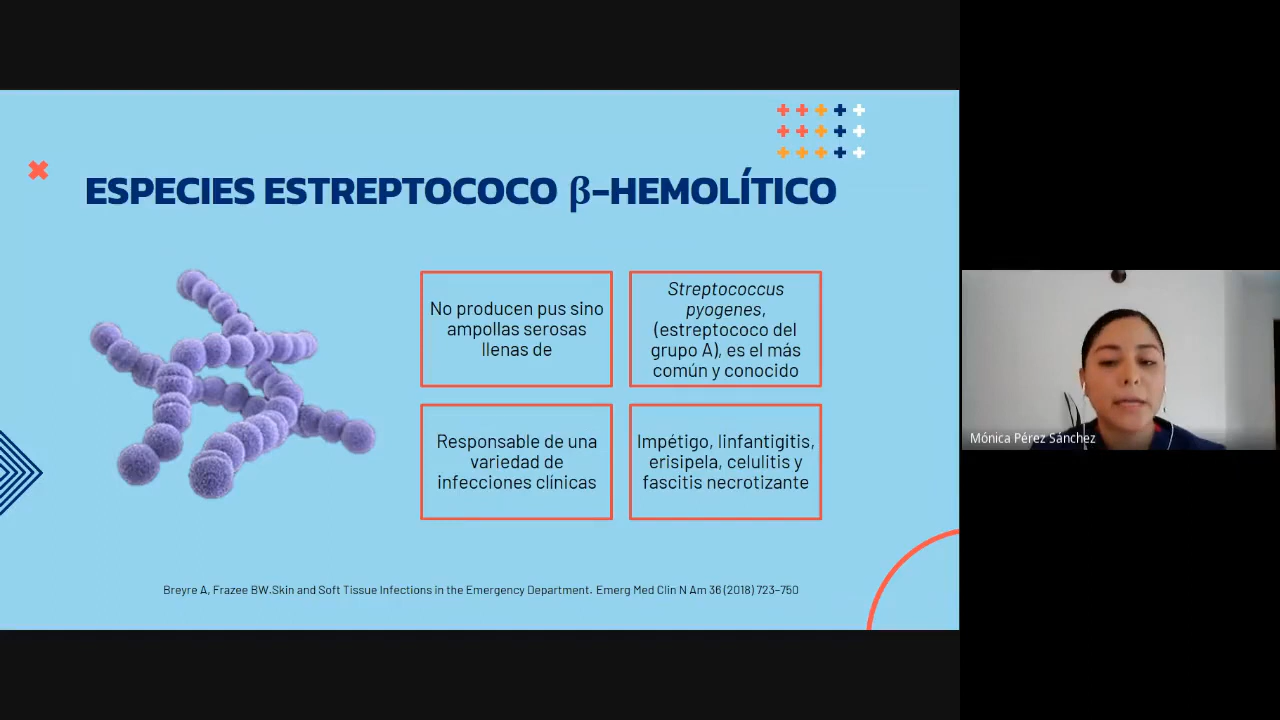 ESPECIES ESTREPTOCOCO β-HEMOLÍTICO
No producen pus sino
ampollas serosas
llenas de
Streptococcus
pyogenes,
(estreptococo del
grupo A), es el más
común y conocido
Responsable de una
variedad de
infecciones clínicas
Impétigo, linfantigitis,
erisipela, celulitis y
fascitis necrotizante
Breyre A, Frazee BW.Skin and Soft Tissue Infections in the Emergency Department. Emerg Med Clin N Am 36 (2018) 723–750
Mónica Pérez Sánchez